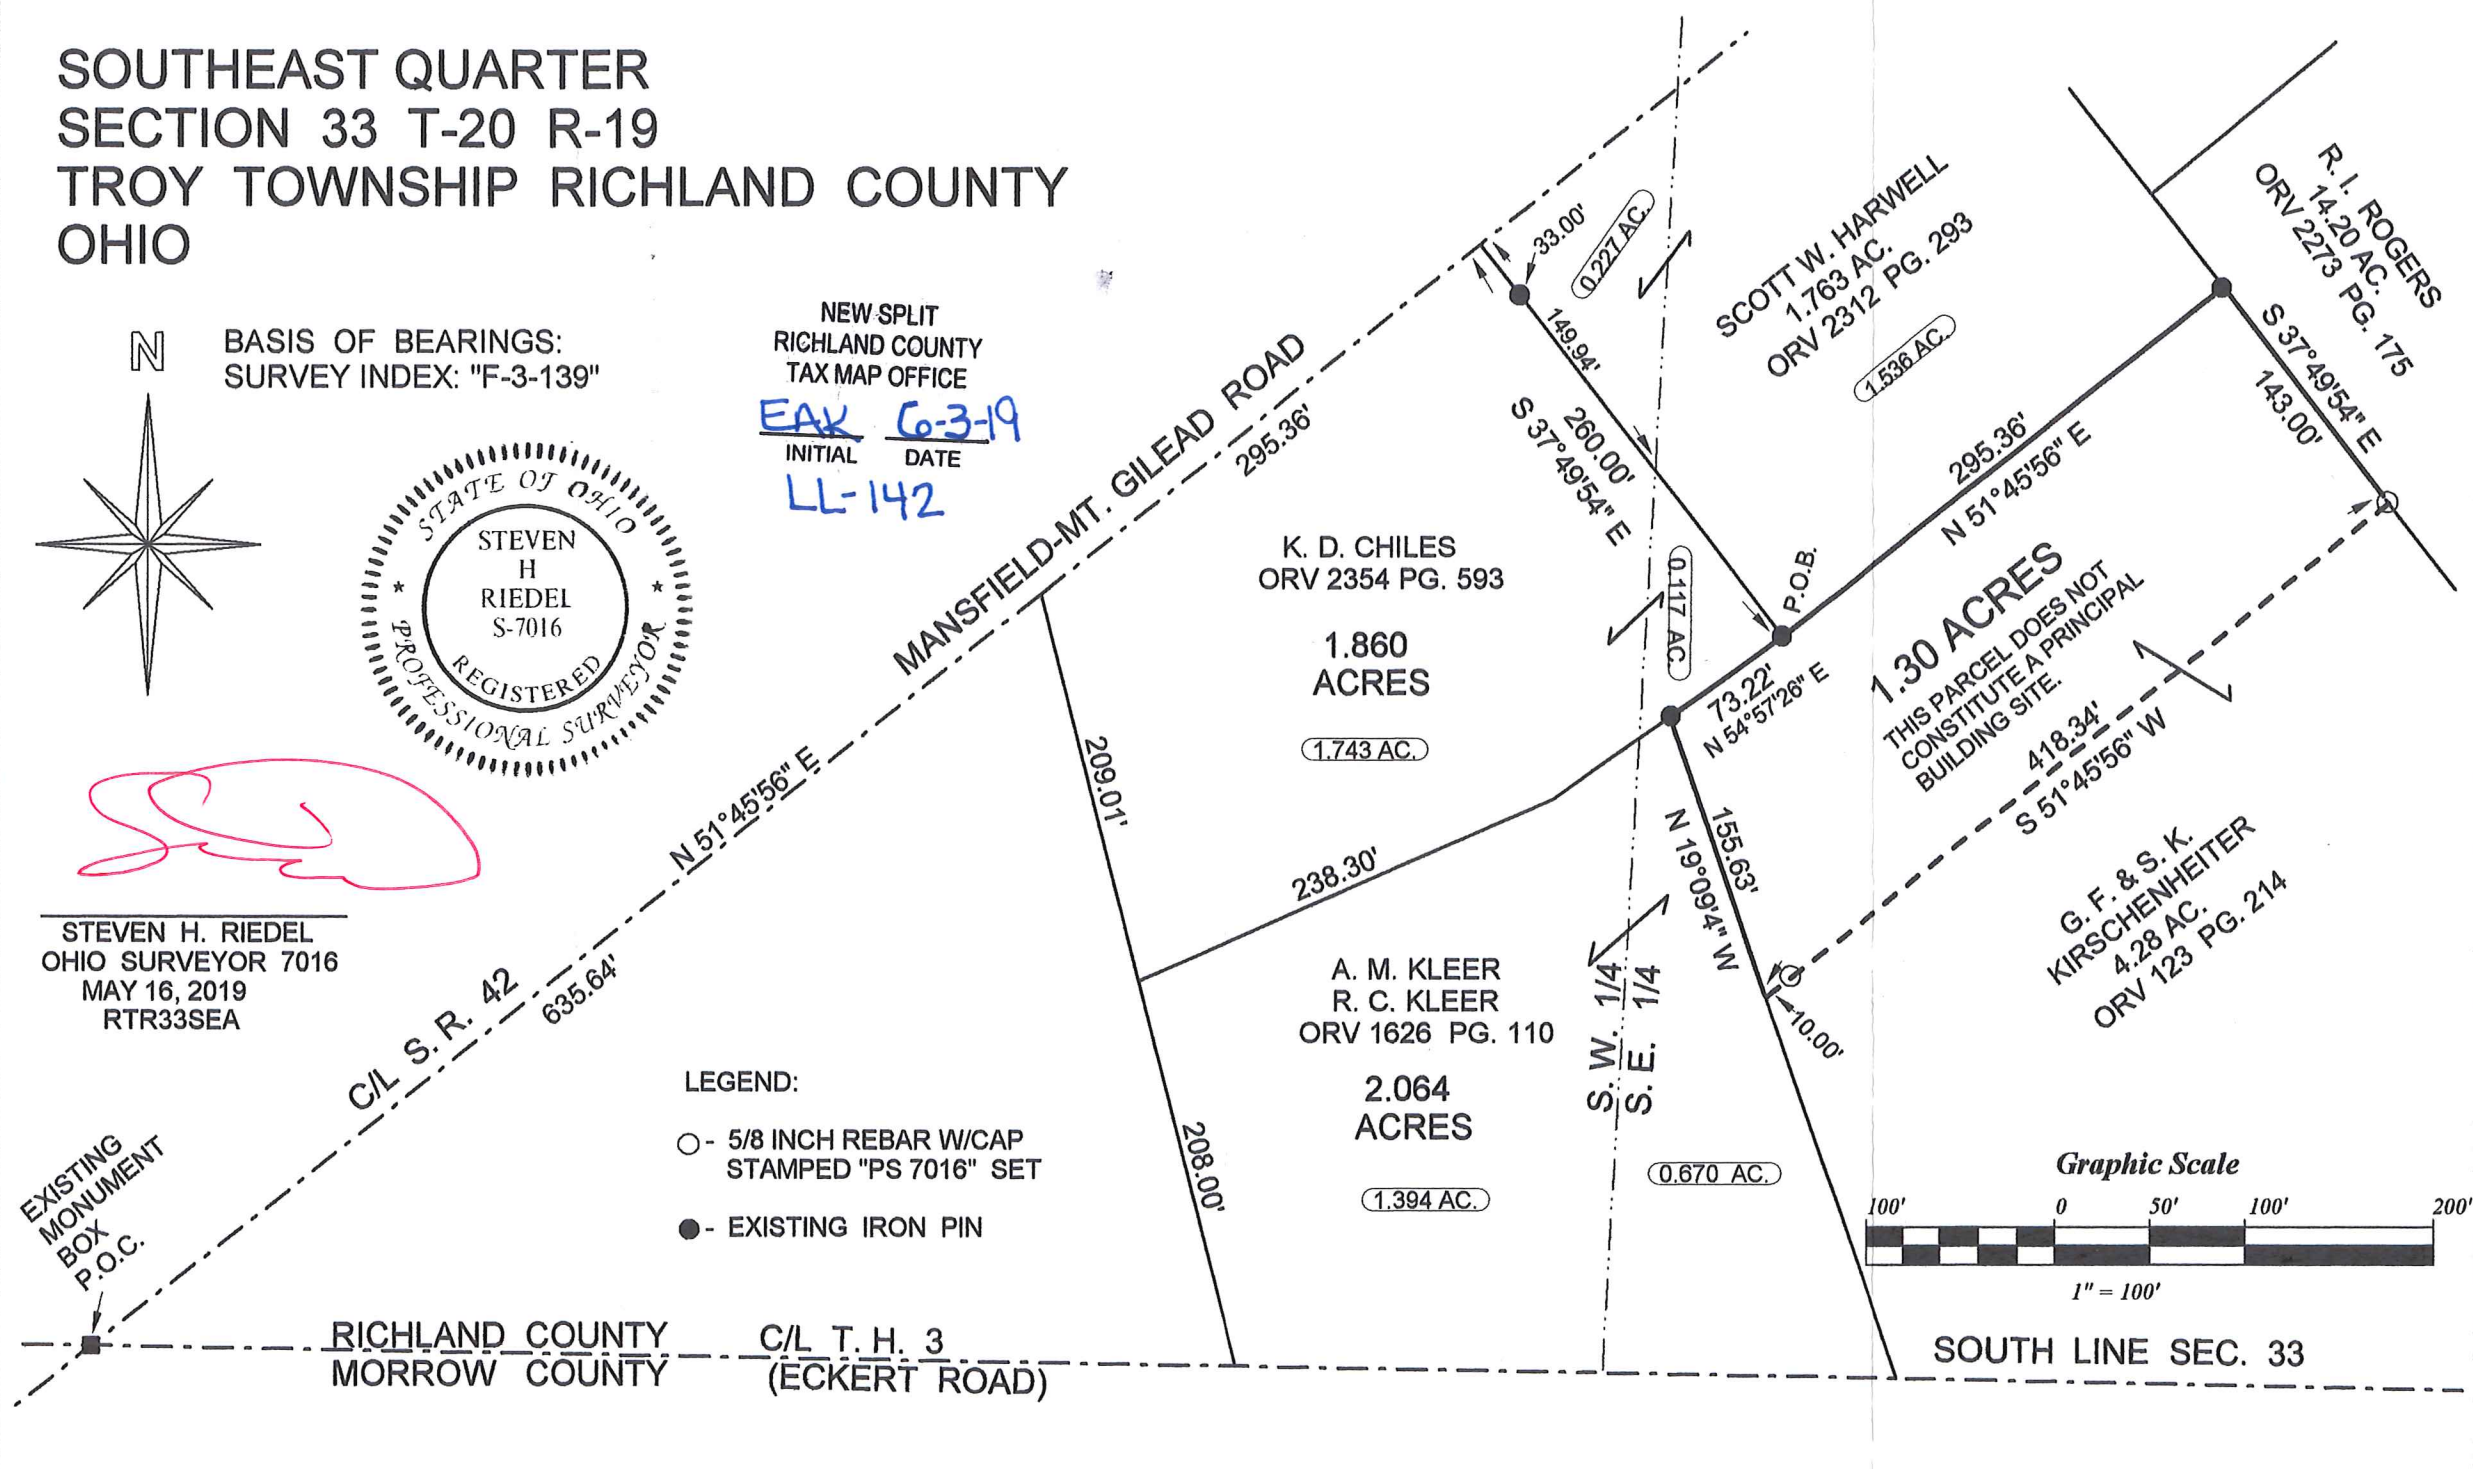 SOUTHEAST QUARTER
SECTION 33 T-20 R-19
TROY TOWNSHIP RICHLAND COUNTY
OHIO
N
BASIS OF BEARINGS:
SURVEY INDEX: "F-3-139"
NEW SPLIT
RICHLAND COUNTY
TAX MAP OFFICE
EAK 6-3-19
INITIAL DATE
LL-142
STATE OF OHIO
STEVEN
H
RIEDEL
S-7016
REGISTERED
* PROFESSIONAL SURVEYOR *
STEVEN H. RIEDEL
OHIO SURVEYOR 7016
MAY 16, 2019
RTR33SEA
EXISTING
MONUMENT
BOX
P.O.C.
C/L S. R. 42
635.64'
N 51°45'56" E
MANSFIELD-MT. GILEAD ROAD
295.36'
33.00'
0.227 AC.
149.94'
260.00'
S 37°49'54" E
SCOTT W. HARWELL
1.763 AC.
ORV 2312 PG. 293
1.536 AC.
R. I. ROGERS
14.20 AC.
ORV 2273 PG. 175
S 37°49'54" E
143.00'
295.36'
N 51°45'56" E
K. D. CHILES
ORV 2354 PG. 593
1.860
ACRES
1.743 AC.
0.117 AC.
P.O.B.
73.22'
N 54°57'26" E
1.30 ACRES
THIS PARCEL DOES NOT
CONSTITUTE A PRINCIPAL
BUILDING SITE.
418.34'
S 51°45'56" W
G. F. & S. K.
KIRSCHENHEITER
4.28 AC.
ORV 123 PG. 214
155.63'
N 19°09'4" W
10.00'
209.01'
238.30'
208.00'
A. M. KLEER
R. C. KLEER
ORV 1626 PG. 110
2.064
ACRES
1.394 AC.
0.670 AC.
S. W. 1/4
S. E. 1/4
LEGEND:
- 5/8 INCH REBAR W/CAP
STAMPED "PS 7016" SET
- EXISTING IRON PIN
Graphic Scale
100' 0 50' 100' 200'
1" = 100'
RICHLAND COUNTY
MORROW COUNTY
C/L T. H. 3
(ECKERT ROAD)
SOUTH LINE SEC. 33